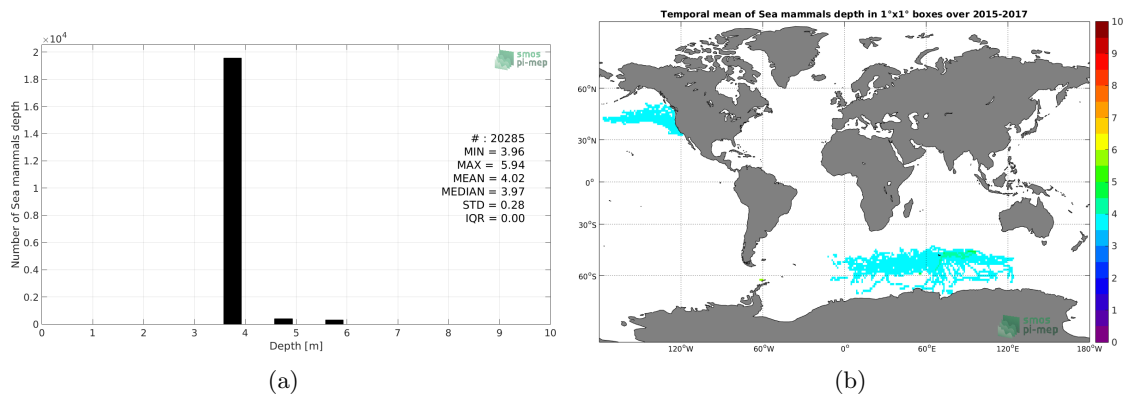 ×10⁴
2
1.8
1.6
1.4
1.2
1
0.8
0.6
0.4
0.2
0
Number of Sea mammals depth
smos
pi-mep
# : 20285
MIN = 3.96
MAX = 5.94
MEAN = 4.02
MEDIAN = 3.97
STD = 0.28
IQR = 0.00
0 1 2 3 4 5 6 7 8 9 10
Depth [m]
(a)
Temporal mean of Sea mammals depth in 1°x1° boxes over 2015-2017
60°N
30°N
0°
30°S
60°S
120°W 60°W 0° 60°E 120°E 180°W
smos
pi-mep
10
9
8
7
6
5
4
3
2
1
0
(b)